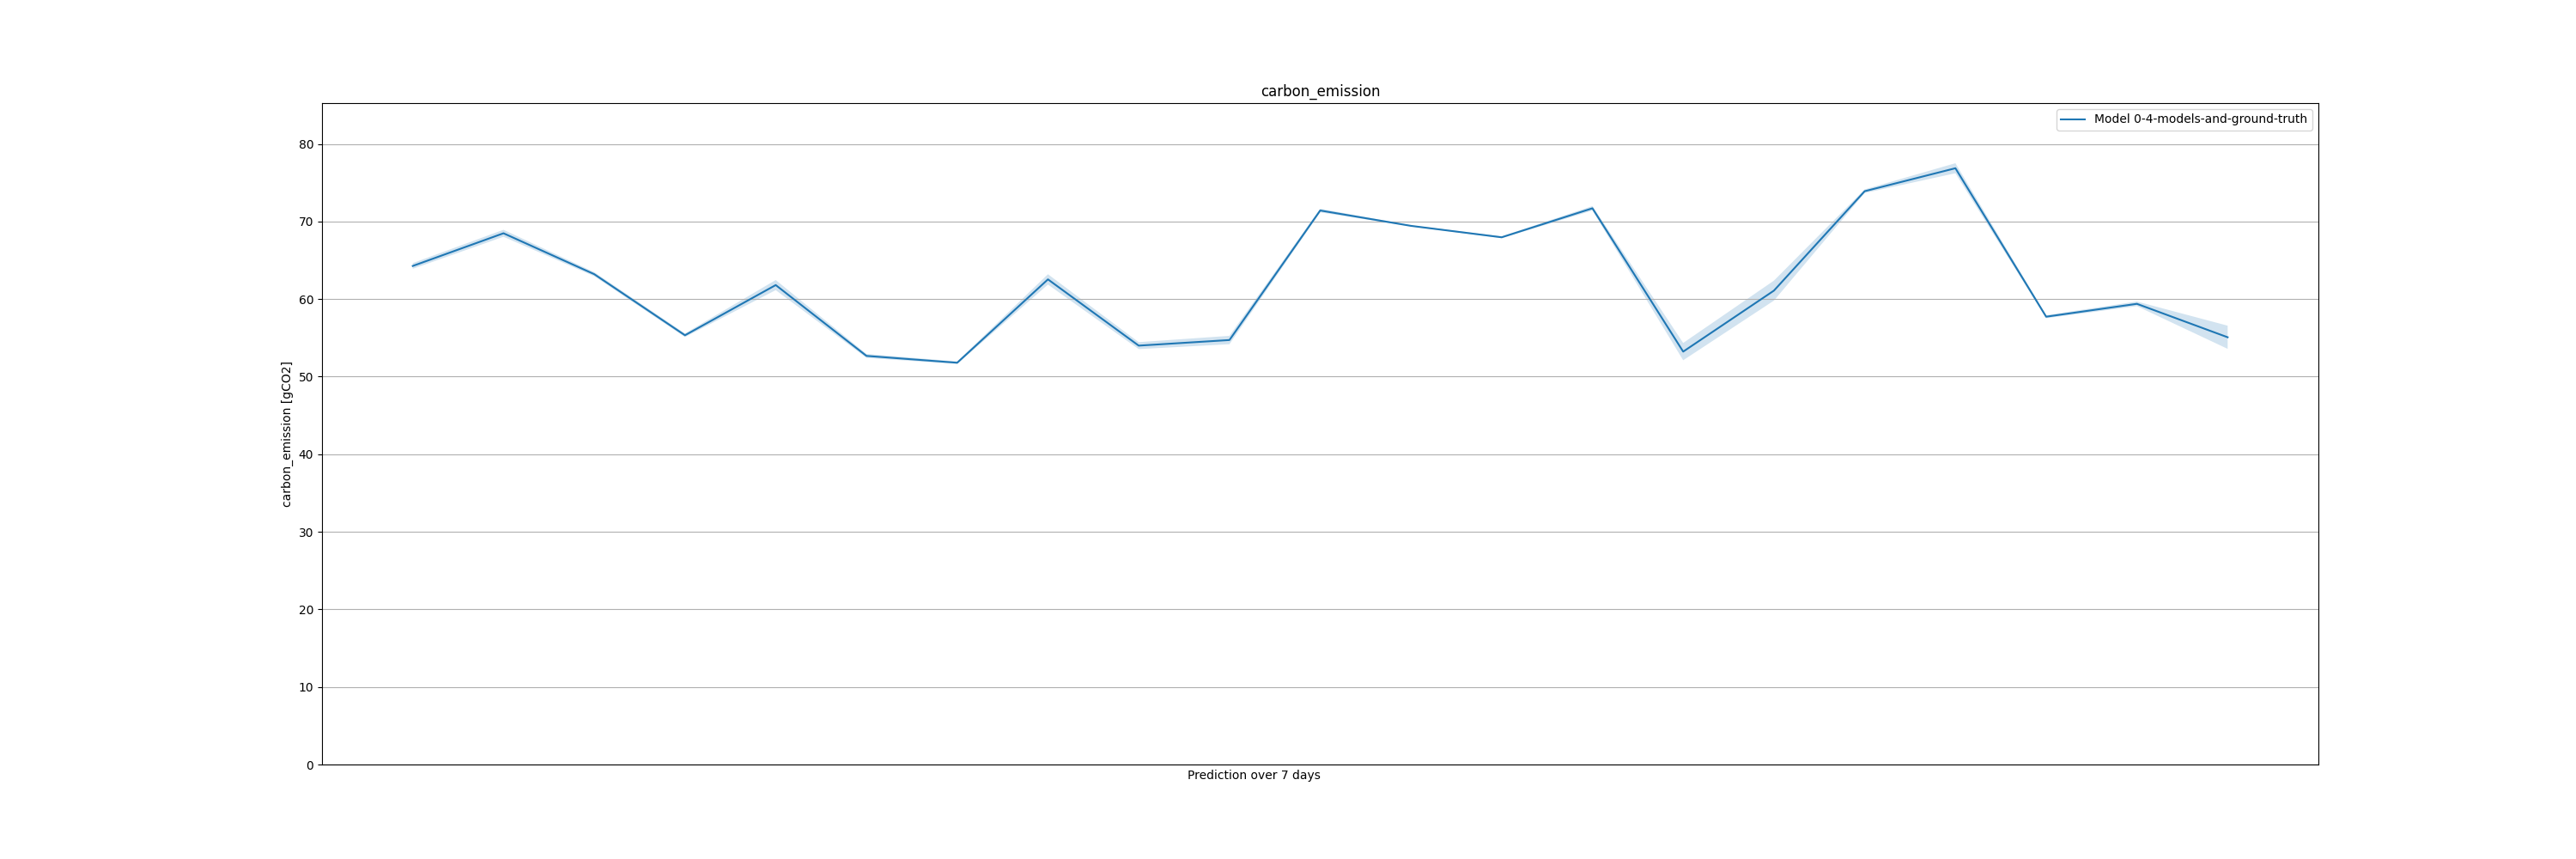 carbon_emission
Model 0-4-models-and-ground-truth
80
70
60
50
40
30
20
10
0
carbon_emission [gCO2]
Prediction over 7 days